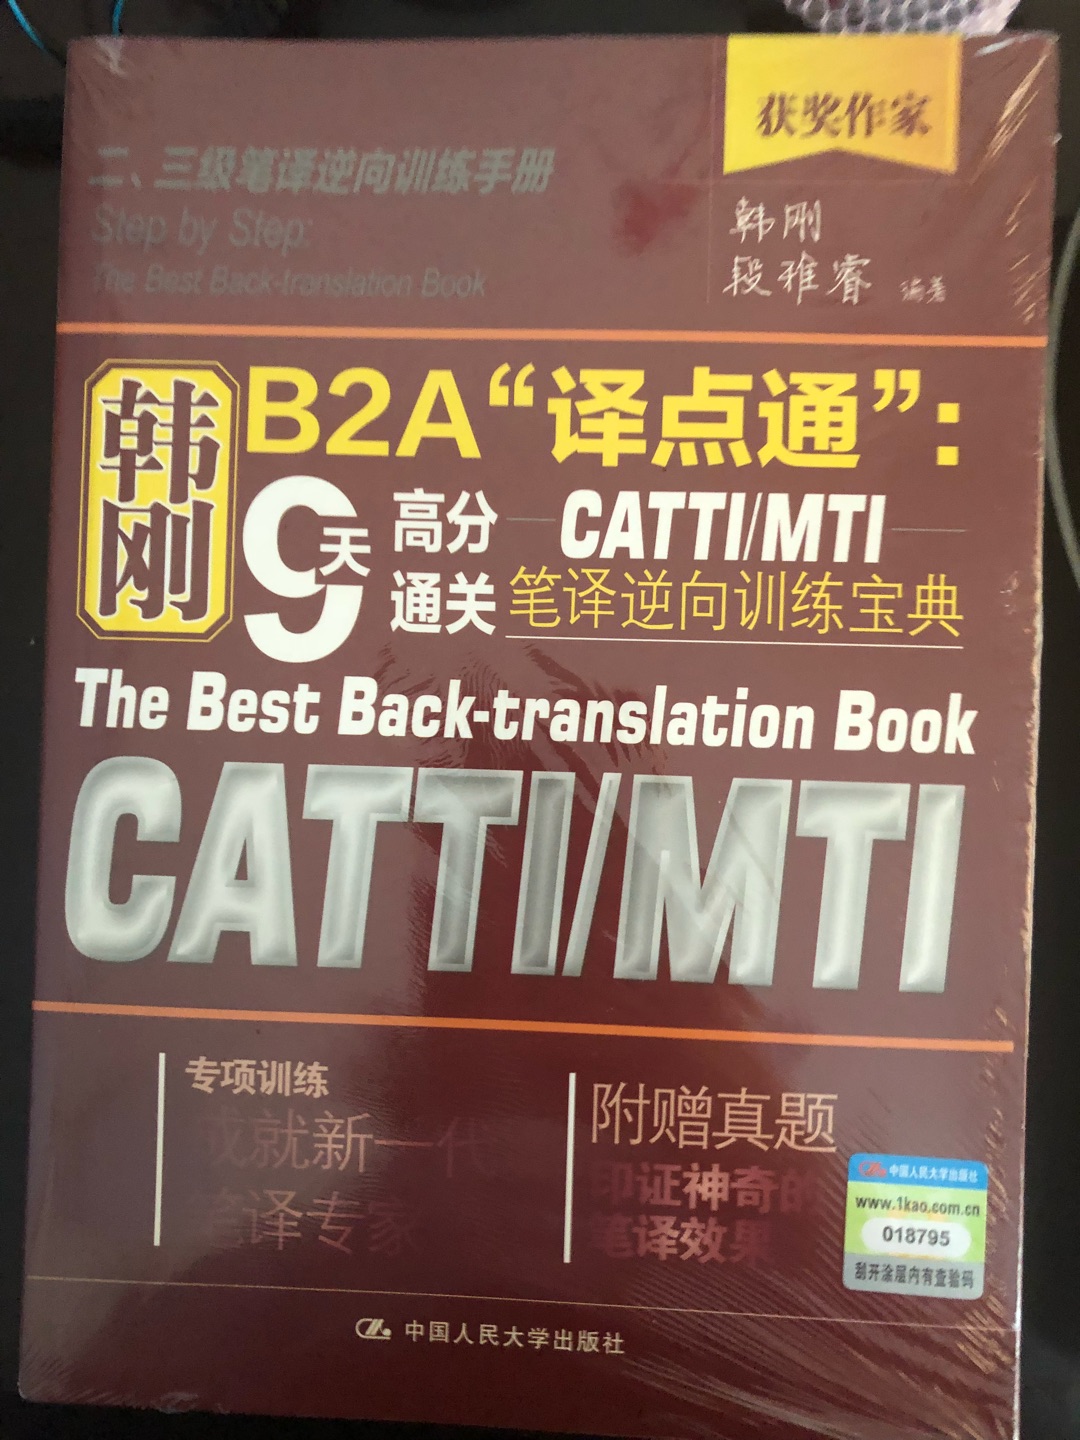 获奖作家
二、三级笔译逆向训练手册
Step by Step:
The Best Back-translation Book
韩刚
段雅睿 编著
韩刚
B2A“译点通”：
9天
高分
通关
CATTI/MTI
笔译逆向训练宝典
The Best Back-translation Book
CATTI/MTI
专项训练
成就新一代
笔译专家
附赠真题
印证神奇的
笔译效果
中国人民大学出版社
www.1kao.com.cn
018795
刮开涂层内有查验码
中国人民大学出版社